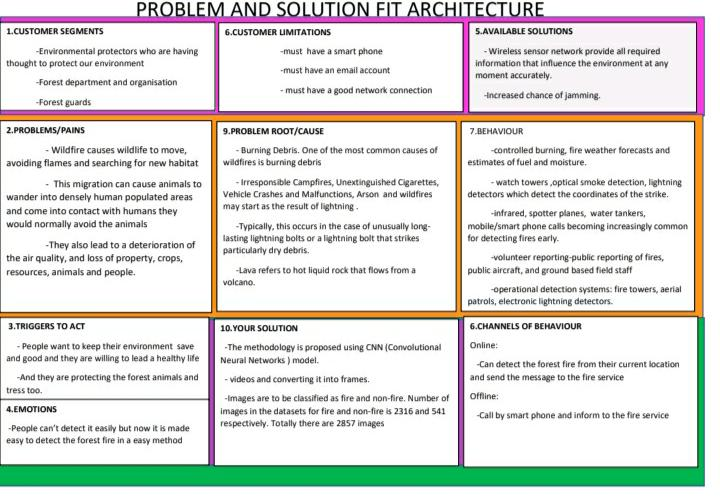 PROBLEM AND SOLUTION FIT ARCHITECTURE
1.CUSTOMER SEGMENTS
-Environmental protectors who are having
thought to protect our environment
-Forest department and organisation
-Forest guards
6.CUSTOMER LIMITATIONS
-must have a smart phone
-must have an email account
- must have a good network connection
5.AVAILABLE SOLUTIONS
- Wireless sensor network provide all required
information that influence the environment at any
moment accurately.
-Increased chance of jamming.
2.PROBLEMS/PAINS
- Wildfire causes wildlife to move,
avoiding flames and searching for new habitat
- This migration can cause animals to
wander into densely human populated areas
and come into contact with humans they
would normally avoid the animals
-They also lead to a deterioration of
the air quality, and loss of property, crops,
resources, animals and people.
9.PROBLEM ROOT/CAUSE
- Burning Debris. One of the most common causes of
wildfires is burning debris
- Irresponsible Campfires, Unextinguished Cigarettes,
Vehicle Crashes and Malfunctions, Arson and wildfires
may start as the result of lightning .
-Typically, this occurs in the case of unusually long-
lasting lightning bolts or a lightning bolt that strikes
particularly dry debris.
-Lava refers to hot liquid rock that flows from a
volcano.
7.BEHAVIOUR
-controlled burning, fire weather forecasts and
estimates of fuel and moisture.
- watch towers ,optical smoke detection, lightning
detectors which detect the coordinates of the strike.
-infrared, spotter planes, water tankers,
mobile/smart phone calls becoming increasingly common
for detecting fires early.
-volunteer reporting-public reporting of fires,
public aircraft, and ground based field staff
-operational detection systems: fire towers, aerial
patrols, electronic lightning detectors.
3.TRIGGERS TO ACT
- People want to keep their environment save
and good and they are willing to lead a healthy life
-And they are protecting the forest animals and
tress too.
4.EMOTIONS
-People can't detect it easily but now it is made
easy to detect the forest fire in a easy method
10.YOUR SOLUTION
-The methodology is proposed using CNN (Convolutional
Neural Networks ) model.
- videos and converting it into frames.
-Images are to be classified as fire and non-fire. Number of
images in the datasets for fire and non-fire is 2316 and 541
respectively. Totally there are 2857 images
6.CHANNELS OF BEHAVIOUR
Online:
-Can detect the forest fire from their current location
and send the message to the fire service
Offline:
-Call by smart phone and inform to the fire service